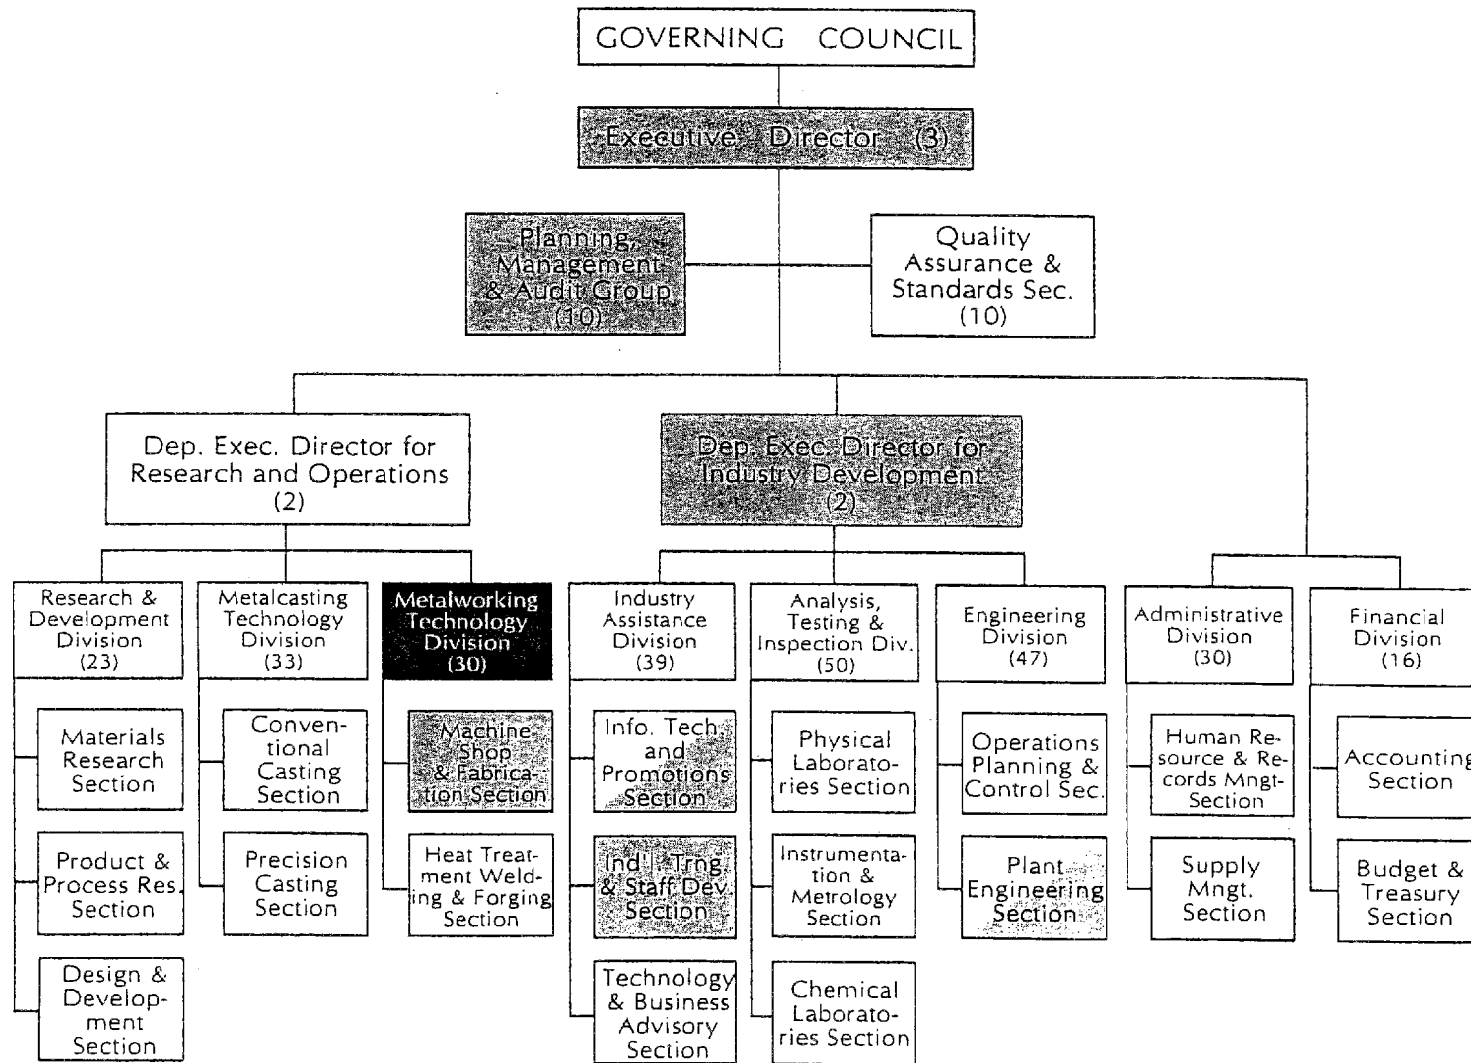 GOVERNING COUNCIL
Executive Director (3)
Planning,
Management
& Audit Group
(10)
Quality
Assurance &
Standards Sec.
(10)
Dep. Exec. Director for
Research and Operations
(2)
Dep. Exec. Director for
Industry Development
(2)
Research &
Development
Division
(23)
Metalcasting
Technology
Division
(33)
Metalworking
Technology
Division
(30)
Industry
Assistance
Division
(39)
Analysis,
Testing &
Inspection Div.
(50)
Engineering
Division
(47)
Administrative
Division
(30)
Financial
Division
(16)
Materials
Research
Section
Conven-
tional
Casting
Section
Machine
Shop
& Fabrica-
tion Section
Info. Tech.
and
Promotions
Section
Physical
Laborato-
ries Section
Operations
Planning &
Control Sec.
Human Re-
source & Re-
cords Mngt-
Section
Accounting
Section
Product &
Process Res.
Section
Precision
Casting
Section
Heat Treat-
ment Weld-
ing & Forging
Section
Ind'l Trng.
& Staff Dev.
Section
Instrumenta-
tion &
Metrology
Section
Plant
Engineering
Section
Supply
Mngt.
Section
Budget &
Treasury
Section
Design &
Develop-
ment
Section
Technology
& Business
Advisory
Section
Chemical
Laborato-
ries Section